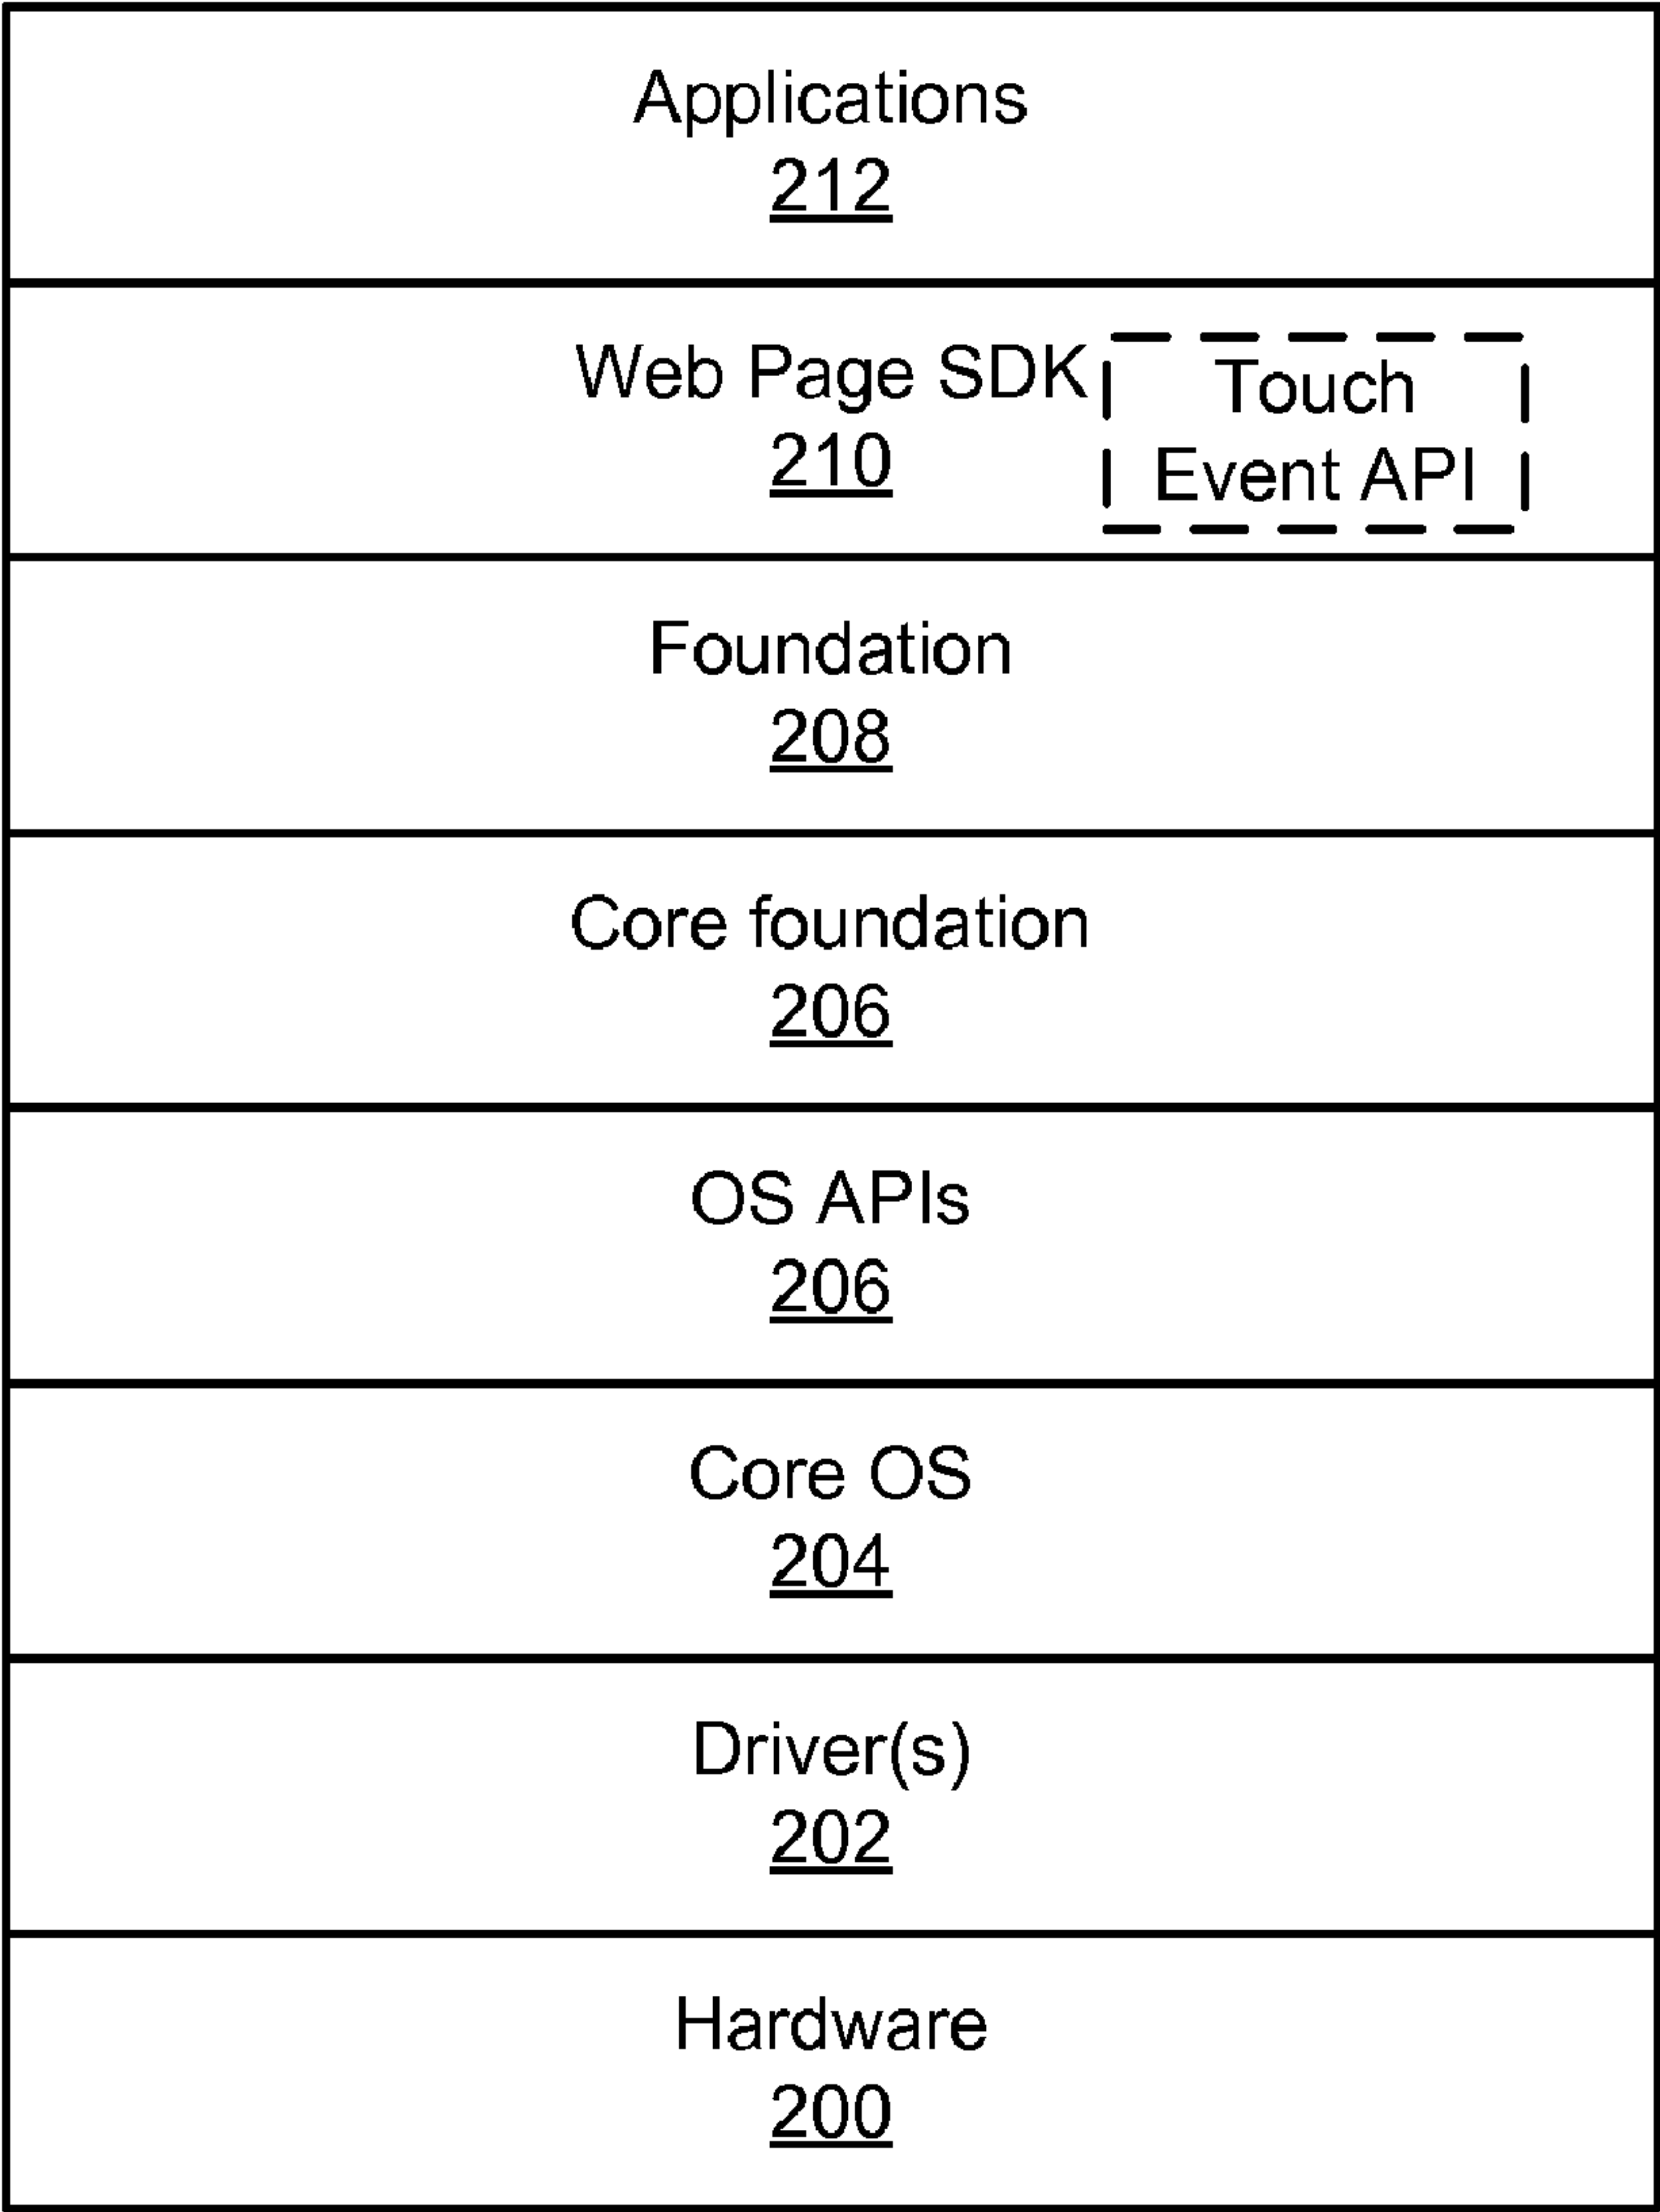 Applications
212
Web Page SDK
210
Touch
Event API
Foundation
208
Core foundation
206
OS APIs
206
Core OS
204
Driver(s)
202
Hardware
200